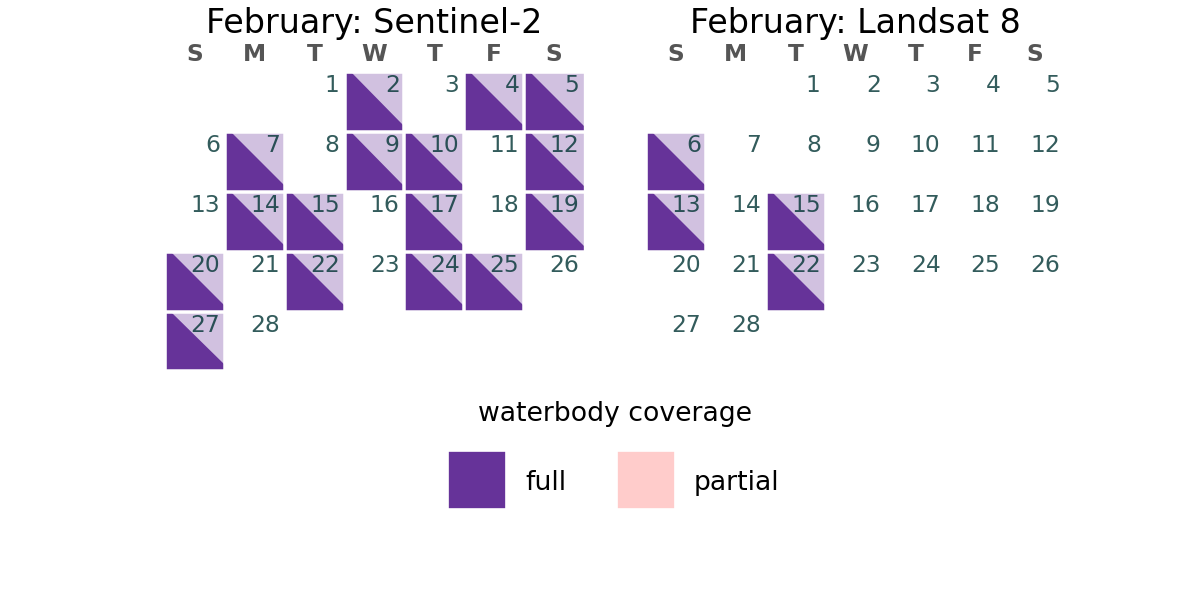 February: Sentinel-2
S M T W T F S
1 2 3 4 5
6 7 8 9 10 11 12
13 14 15 16 17 18 19
20 21 22 23 24 25 26
27 28
February: Landsat 8
S M T W T F S
1 2 3 4 5
6 7 8 9 10 11 12
13 14 15 16 17 18 19
20 21 22 23 24 25 26
27 28
waterbody coverage
full partial